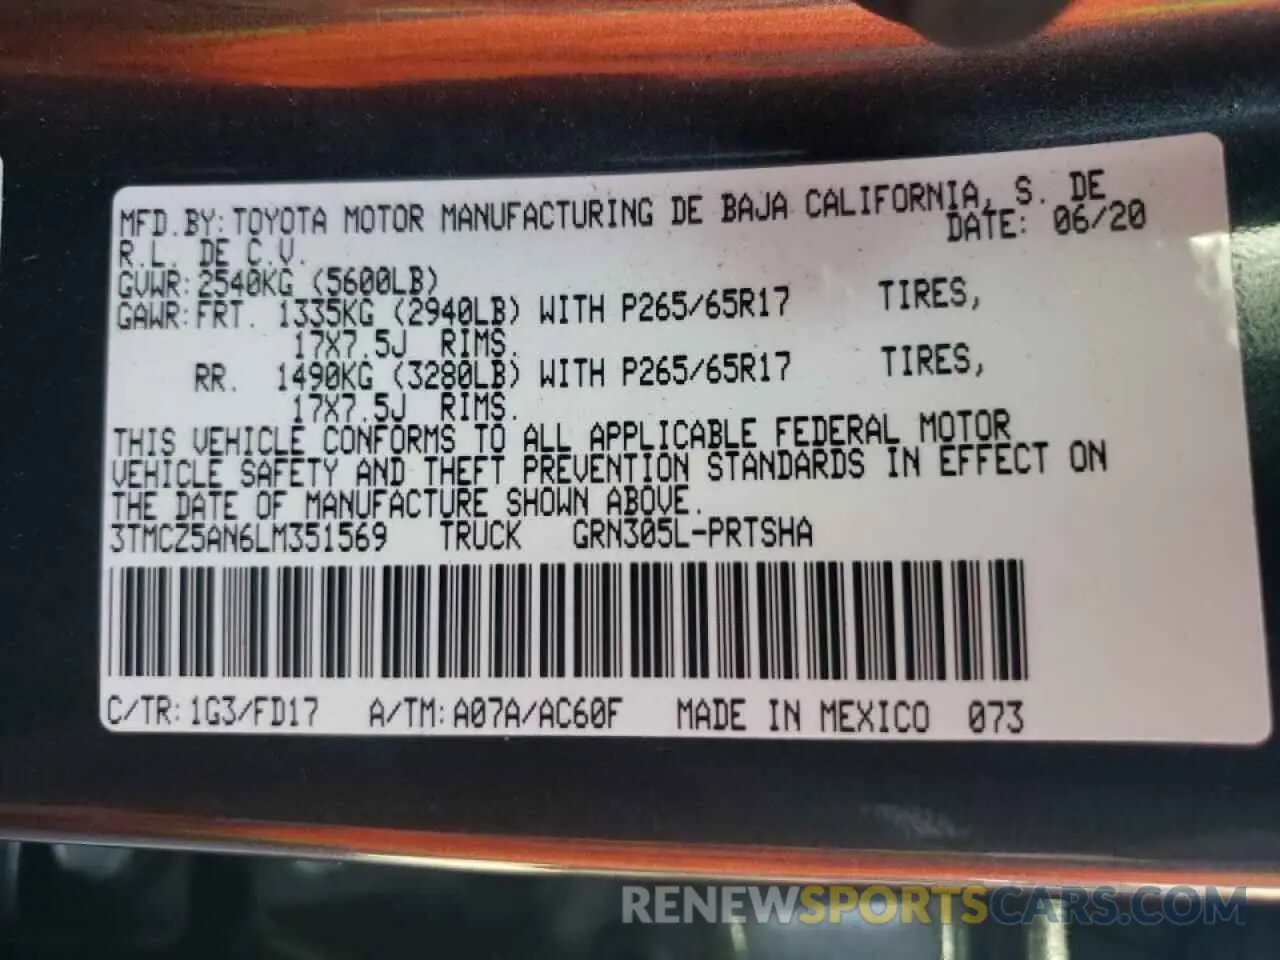 MFD.BY: TOYOTA MOTOR MANUFACTURING DE BAJA CALIFORNIA, S. DE
R.L. DE C.V. DATE: 06/20
GVWR: 2540KG (5600LB)
GAWR: FRT. 1335KG (2940LB) WITH P265/65R17 TIRES,
17X7.5J RIMS.
RR. 1490KG (3280LB) WITH P265/65R17 TIRES,
17X7.5J RIMS.
THIS VEHICLE CONFORMS TO ALL APPLICABLE FEDERAL MOTOR
VEHICLE SAFETY AND THEFT PREVENTION STANDARDS IN EFFECT ON
THE DATE OF MANUFACTURE SHOWN ABOVE.
3TMCZ5AN6LM351569 TRUCK GRN305L-PRTSHA
C/TR: 1G3/FD17 A/TM: A07A/AC60F MADE IN MEXICO 073
RENEWSPORTSCARS.COM